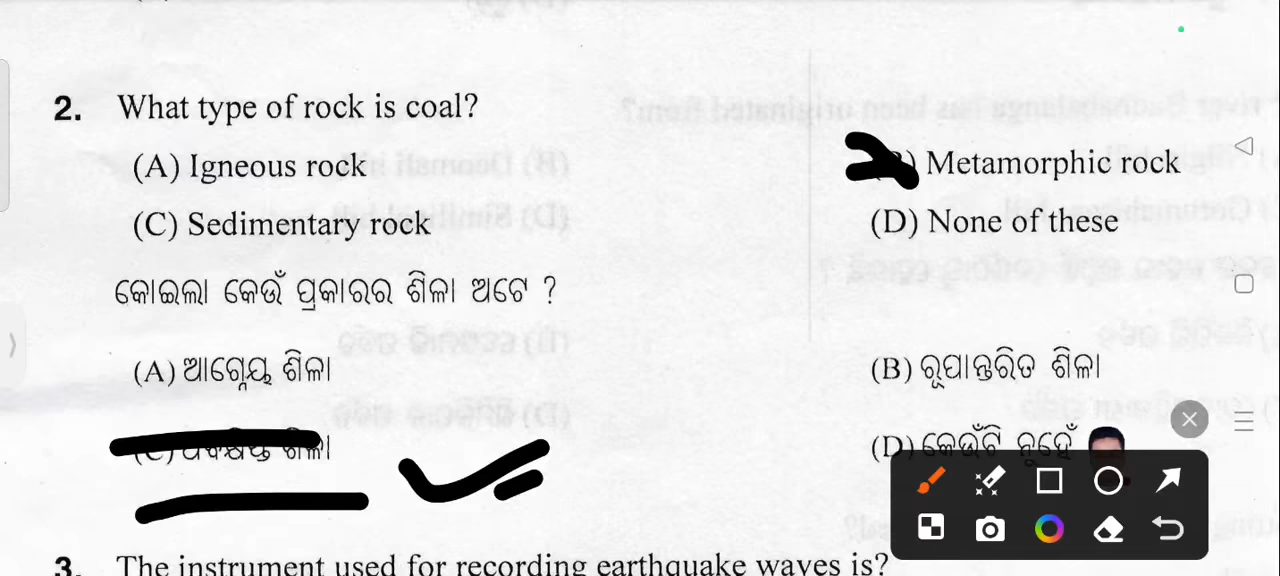 2. What type of rock is coal?
(A) Igneous rock
Metamorphic rock
(C) Sedimentary rock
(D) None of these
କୋଇଲା କେଉଁ ପ୍ରକାରର ଶିଳା ଅଟେ ?
(A) ଆଗ୍ନେୟ ଶିଳା
(B) ରୂପାନ୍ତରିତ ଶିଳା
ଶିଳା
(D) କେଉଁଟି ନୁହେଁ
3. The instrument used for recording earthquake waves is?